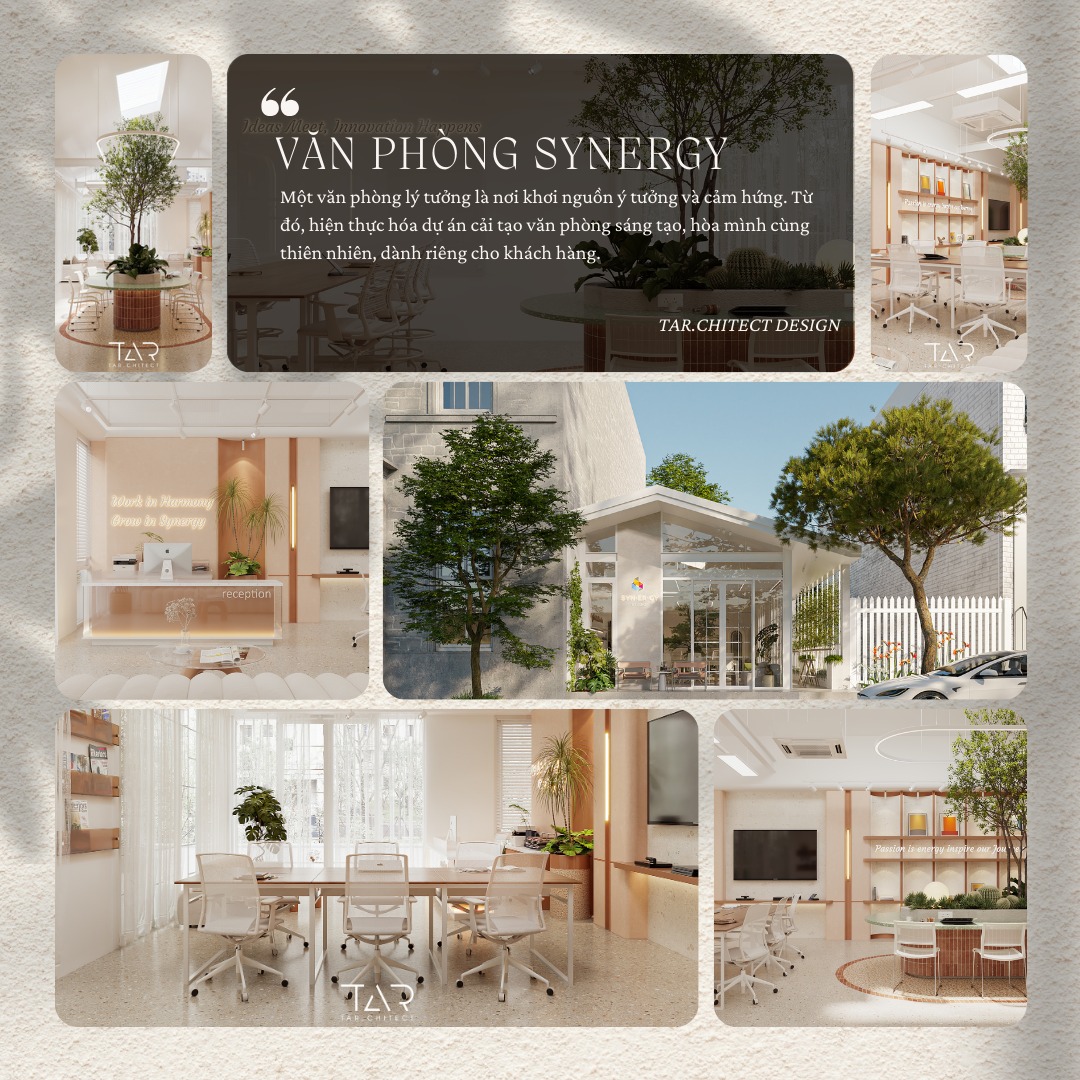 Ideas Meet, Innovation Happens
VĂN PHÒNG SYNERGY
Một văn phòng lý tưởng là nơi khơi nguồn ý tưởng và cảm hứng. Từ
đó, hiện thực hóa dự án cải tạo văn phòng sáng tạo, hòa mình cùng
thiên nhiên, dành riêng cho khách hàng.
TAR.CHITECT DESIGN
TAR
TAR.CHITECT
TAR
TAR.CHITECT
Work in Harmony
Grow in Synergy
reception
TAR
TAR.CHITECT
Passion is energy inspire our Journe